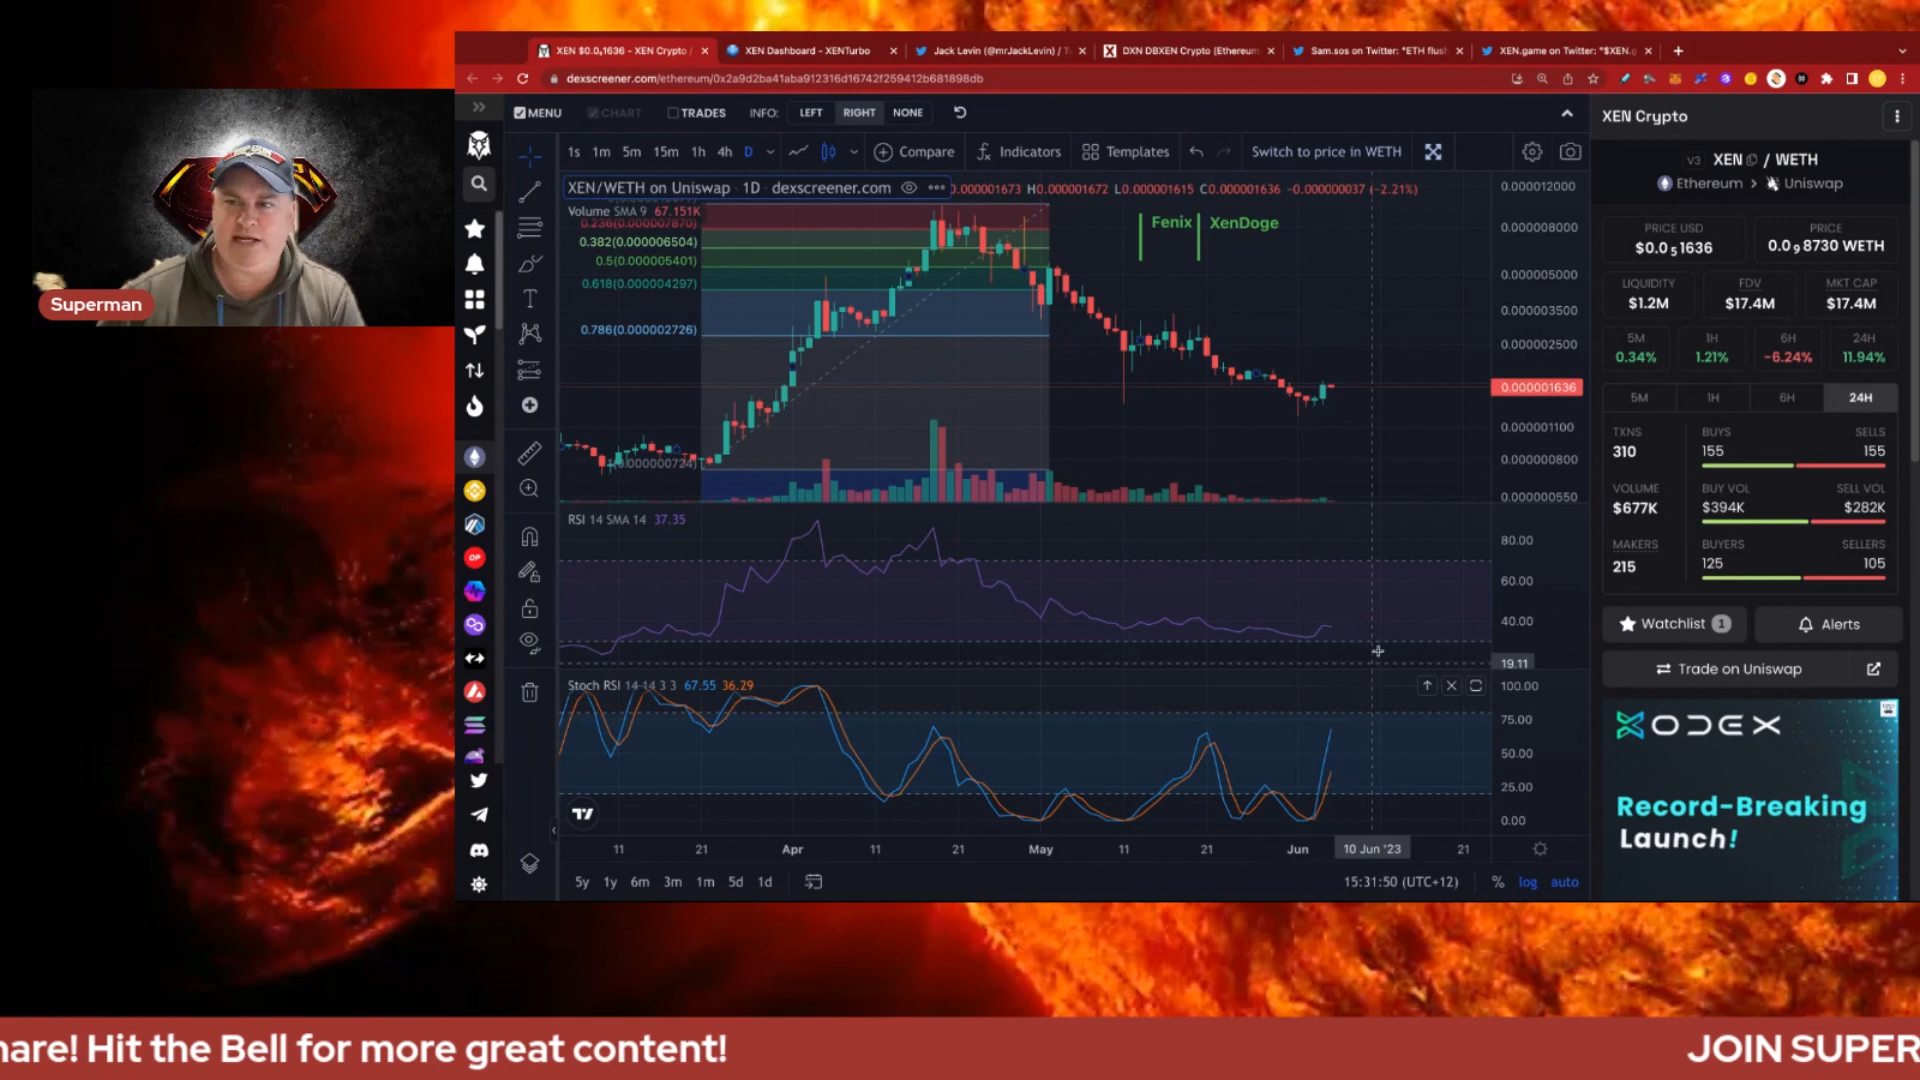 XEN $0.0₅1636 - XEN Crypto /
XEN Dashboard - XENTurbo
Jack Levin (@mrJackLevin) / T
DXN DBXEN Crypto (Ethereum
Sam.sos on Twitter: "ETH flus
XEN.game on Twitter: "$XEN.g
dexscreener.com/ethereum/0x2a9d2ba41aba912316d16742f259412b681898db
MENU
CHART
TRADES
INFO:
LEFT
RIGHT
NONE
1s 1m 5m 15m 1h 4h D
Compare
Indicators
Templates
Switch to price in WETH
XEN/WETH on Uniswap · 1D · dexscreener.com
0.000001673 H0.000001672 L0.000001615 C0.000001636 −0.000000037 (−2.21%)
Volume SMA 9 67.151K
0.236(0.000007870)
0.382(0.000006504)
0.5(0.000005401)
0.618(0.000004297)
0.786(0.000002726)
1(0.000000724)
Fenix
XenDoge
0.000012000
0.000008000
0.000005000
0.000003500
0.000002500
0.000001636
0.000001100
0.000000800
0.000000550
RSI 14 SMA 14 37.35
80.00
60.00
40.00
19.11
Stoch RSI 14 14 3 3 67.55 36.29
100.00
75.00
50.00
25.00
0.00
11 21 Apr 11 21 May 11 21 Jun 10 Jun '23 21
5y 1y 6m 3m 1m 5d 1d
15:31:50 (UTC+12)
% log auto
OP
XEN Crypto
V3 XEN / WETH
Ethereum > Uniswap
PRICE USD
$0.0₅1636
PRICE
0.0₉8730 WETH
LIQUIDITY
$1.2M
FDV
$17.4M
MKT CAP
$17.4M
5M
0.34%
1H
1.21%
6H
-6.24%
24H
11.94%
5M 1H 6H 24H
TXNS
310
BUYS
155
SELLS
155
VOLUME
$677K
BUY VOL
$394K
SELL VOL
$282K
MAKERS
215
BUYERS
125
SELLERS
105
Watchlist 1
Alerts
Trade on Uniswap
XODEX
Record-Breaking
Launch!
Superman
hare! Hit the Bell for more great content!
JOIN SUPER